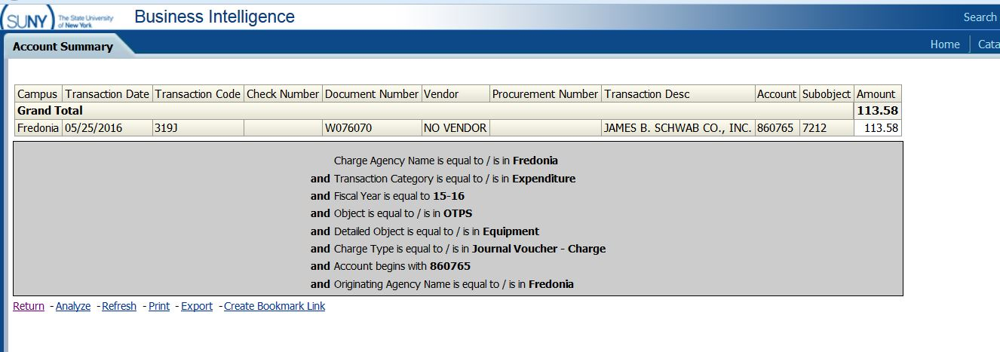 SUNY The State University of New York Business Intelligence Search
Account Summary Home Cata
Campus Transaction Date Transaction Code Check Number Document Number Vendor Procurement Number Transaction Desc Account Subobject Amount
Grand Total 113.58
Fredonia 05/25/2016 319J W076070 NO VENDOR JAMES B. SCHWAB CO., INC. 860765 7212 113.58
Charge Agency Name is equal to / is in Fredonia
and Transaction Category is equal to / is in Expenditure
and Fiscal Year is equal to 15-16
and Object is equal to / is in OTPS
and Detailed Object is equal to / is in Equipment
and Charge Type is equal to / is in Journal Voucher - Charge
and Account begins with 860765
and Originating Agency Name is equal to / is in Fredonia
Return - Analyze - Refresh - Print - Export - Create Bookmark Link